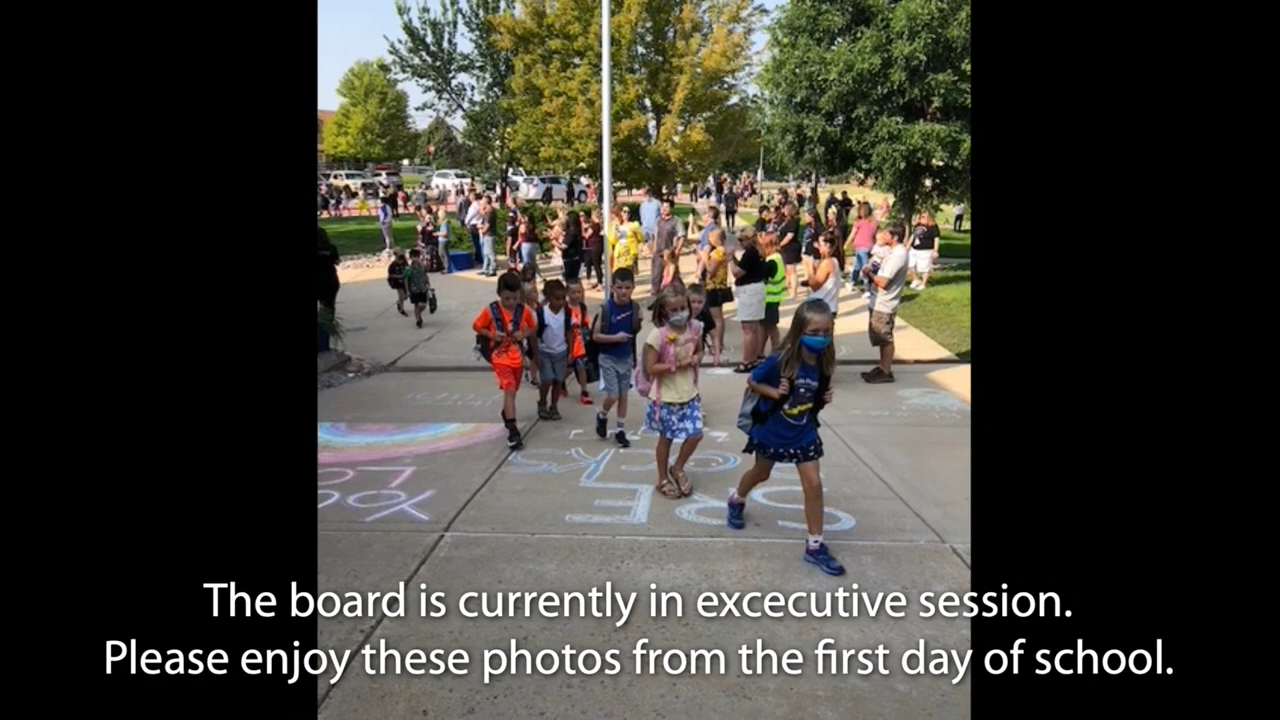 The board is currently in excecutive session.
Please enjoy these photos from the first day of school.